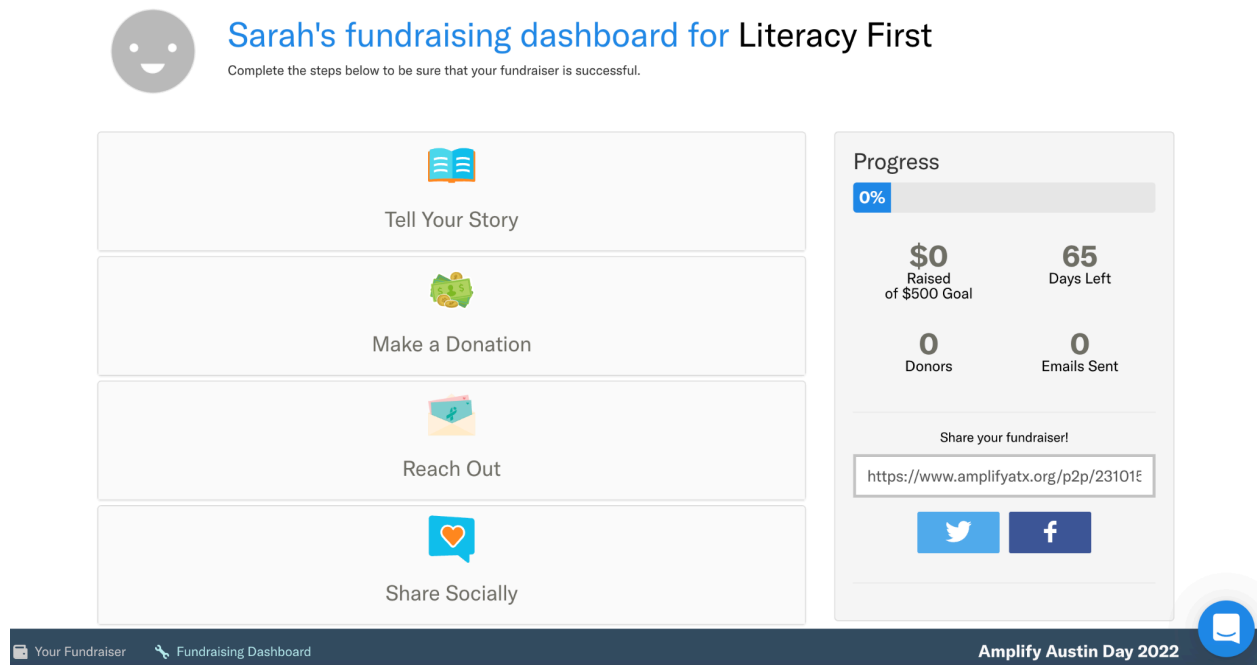 Sarah's fundraising dashboard for Literacy First
Complete the steps below to be sure that your fundraiser is successful.
Tell Your Story
Make a Donation
Reach Out
Share Socially
Progress
0%
$0
Raised
of $500 Goal
65
Days Left
0
Donors
0
Emails Sent
Share your fundraiser!
https://www.amplifyatx.org/p2p/231015
Your Fundraiser
Fundraising Dashboard
Amplify Austin Day 2022